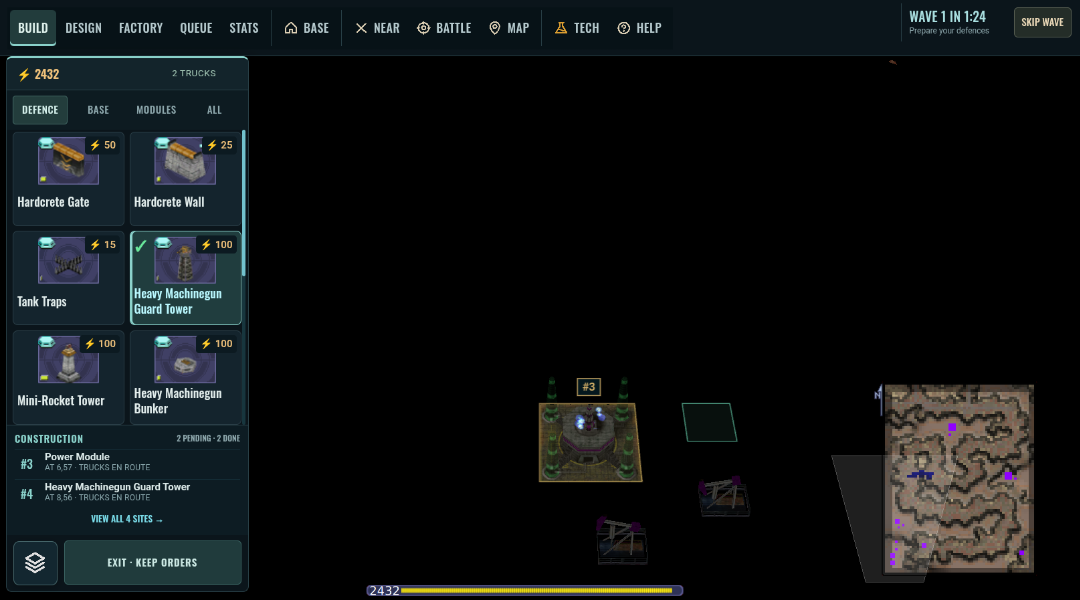 BUILD
DESIGN
FACTORY
QUEUE
STATS
BASE
NEAR
BATTLE
MAP
TECH
HELP
WAVE 1 IN 1:24
Prepare your defences
SKIP WAVE
2432
2 TRUCKS
DEFENCE
BASE
MODULES
ALL
50
Hardcrete Gate
25
Hardcrete Wall
15
Tank Traps
100
Heavy Machinegun
Guard Tower
100
Mini-Rocket Tower
100
Heavy Machinegun
Bunker
CONSTRUCTION
2 PENDING · 2 DONE
#3
Power Module
AT 6,57 · TRUCKS EN ROUTE
#4
Heavy Machinegun Guard Tower
AT 8,56 · TRUCKS EN ROUTE
VIEW ALL 4 SITES →
EXIT · KEEP ORDERS
#3
N
2432